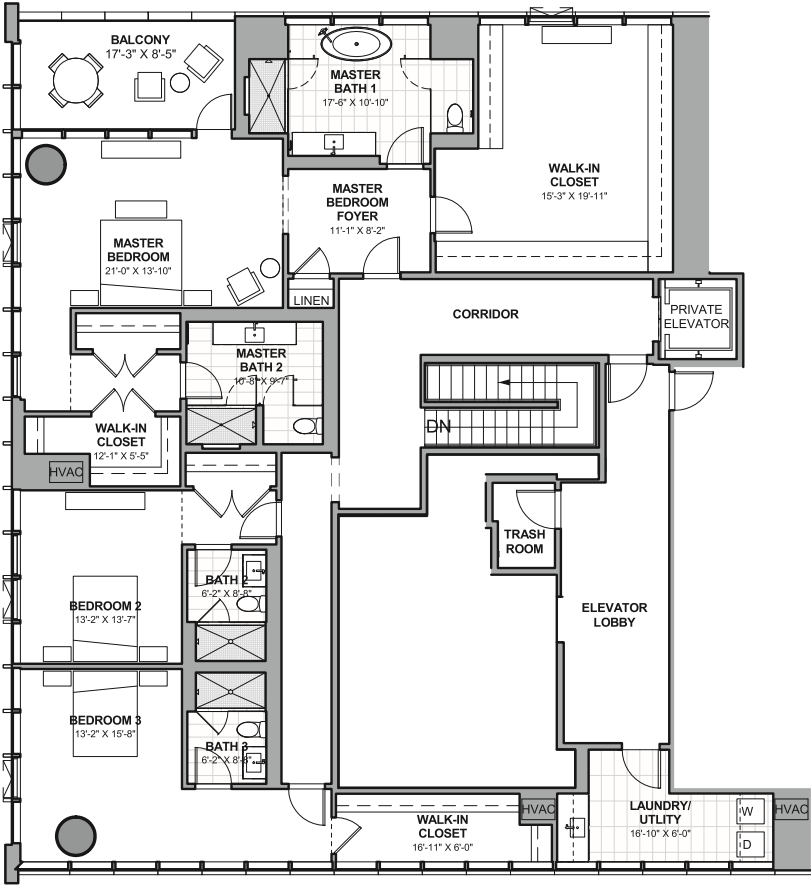 BALCONY
17'-3" X 8'-5"
MASTER
BATH 1
17'-6" X 10'-10"
WALK-IN
CLOSET
15'-3" X 19'-11"
MASTER
BEDROOM
FOYER
11'-1" X 8'-2"
MASTER
BEDROOM
21'-0" X 13'-10"
LINEN
CORRIDOR
PRIVATE
ELEVATOR
MASTER
BATH 2
10'-8" X 9'-7"
DN
WALK-IN
CLOSET
12'-1" X 5'-5"
HVAC
TRASH
ROOM
BATH 2
6'-2" X 8'-8"
BEDROOM 2
13'-2" X 13'-7"
ELEVATOR
LOBBY
BEDROOM 3
13'-2" X 15'-8"
BATH 3
6'-2" X 8'-8"
WALK-IN
CLOSET
16'-11" X 6'-0"
HVAC
LAUNDRY/
UTLITY
16'-10" X 6'-0"
W
D
HVAC